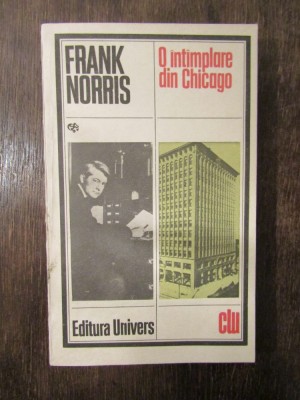 FRANK
NORRIS
O întîmplare
din Chicago
Editura Univers
clu